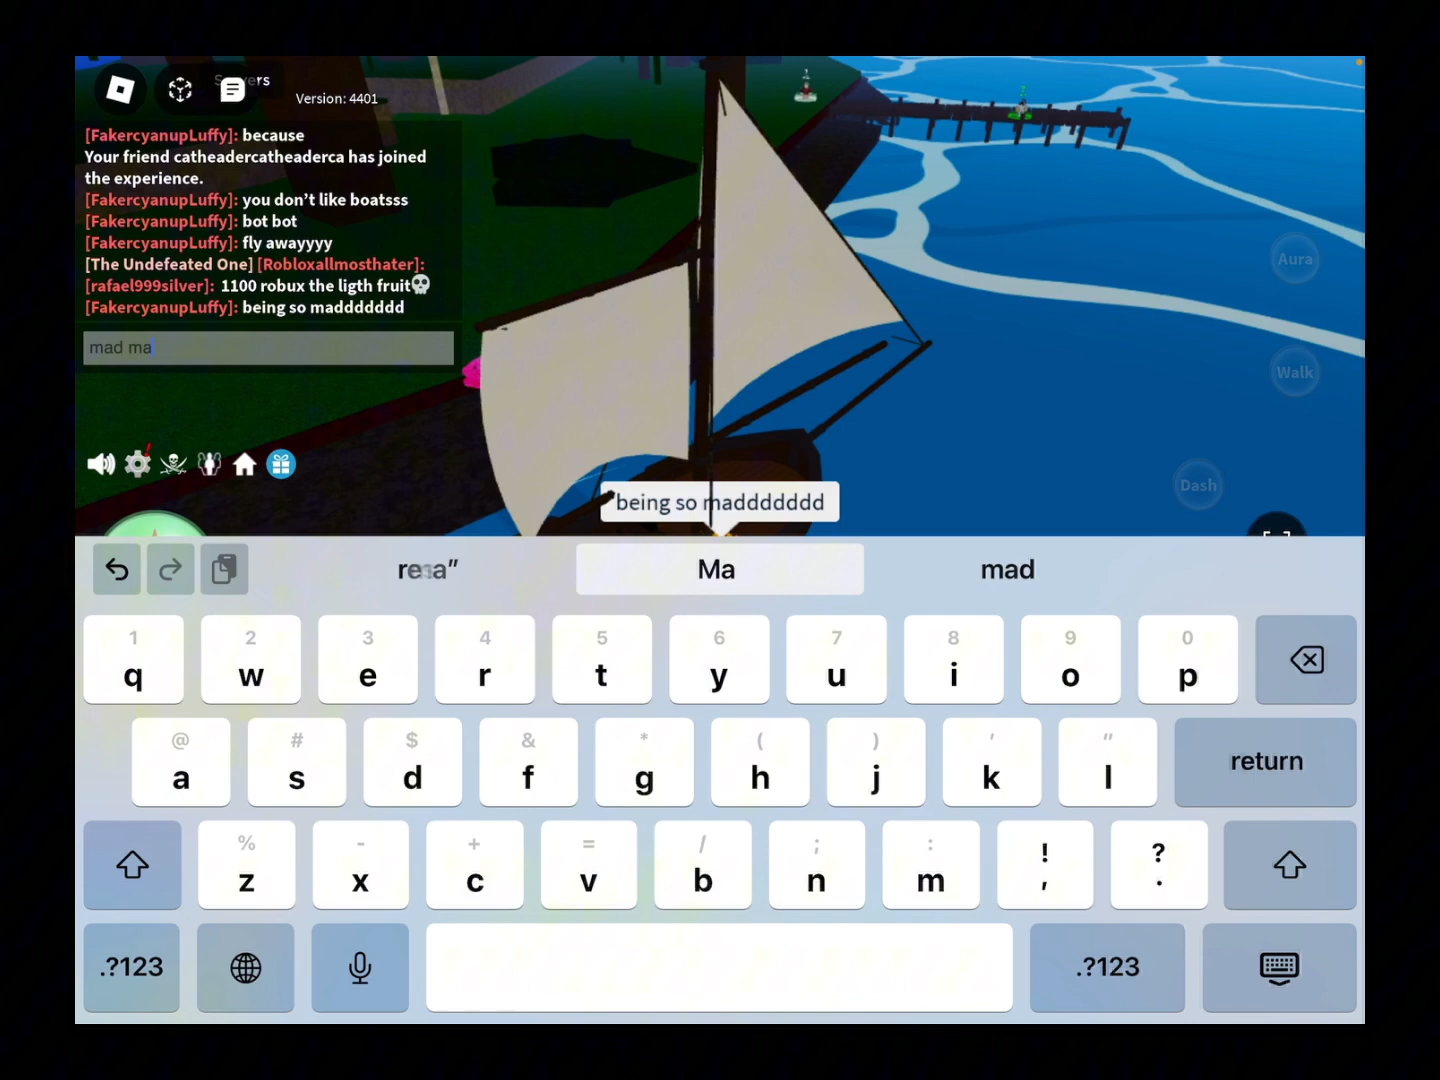 Version: 4401
[FakercyanupLuffy]: because
Your friend catheadercatheaderca has joined
the experience.
[FakercyanupLuffy]: you don’t like boatsss
[FakercyanupLuffy]: bot bot
[FakercyanupLuffy]: fly awayyyy
[The Undefeated One] [Robloxallmosthater]:
[rafael999silver]: 1100 robux the ligth fruit💀
[FakercyanupLuffy]: being so maddddddd
mad ma
Aura
Walk
Dash
being so maddddddd
Ma mad
1 2 3 4 5 6 7 8 9 0
q w e r t y u i o p
@ # $ & * ( ) ' "
a s d f g h j k l return
% - + = / ; : ! ?
z x c v b n m , .
.?123 .?123